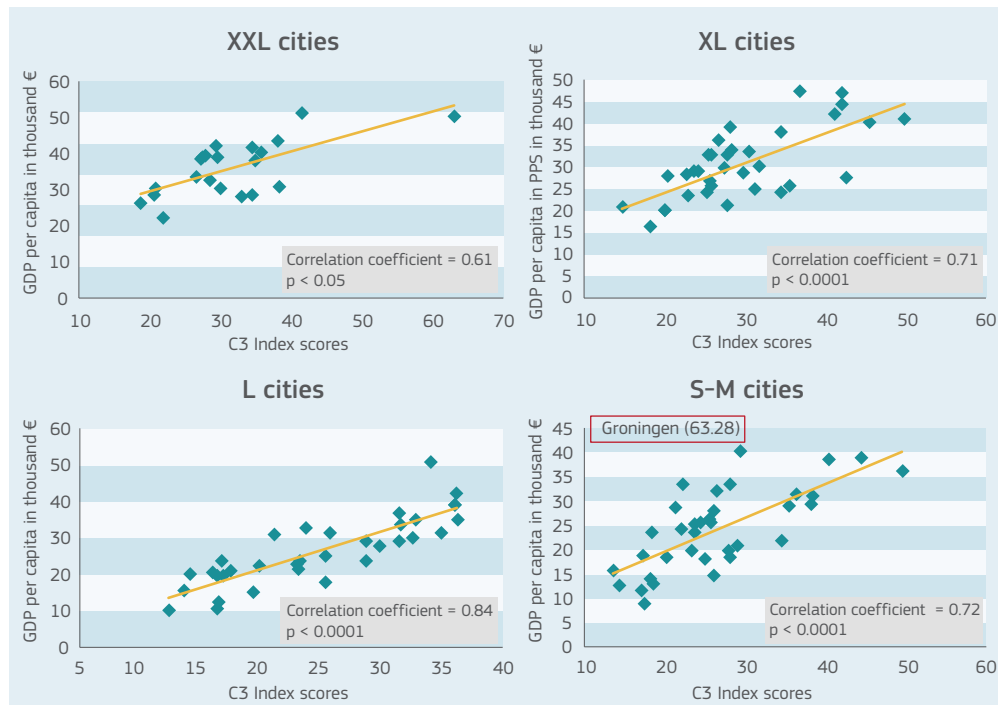 XXL cities
GDP per capita in thousand €
60
50
40
30
20
10
0
10 20 30 40 50 60 70
C3 Index scores
Correlation coefficient = 0.61
p < 0.05
XL cities
GDP per capita in PPS in thousand €
50
45
40
35
30
25
20
15
10
5
0
10 20 30 40 50 60
C3 Index scores
Correlation coefficient = 0.71
p < 0.0001
L cities
GDP per capita in thousand €
60
50
40
30
20
10
0
5 10 15 20 25 30 35 40
C3 Index scores
Correlation coefficient = 0.84
p < 0.0001
S-M cities
GDP per capita in thousand €
45
40
35
30
25
20
15
10
5
0
10 20 30 40 50 60
C3 Index scores
Groningen (63.28)
Correlation coefficient = 0.72
p < 0.0001